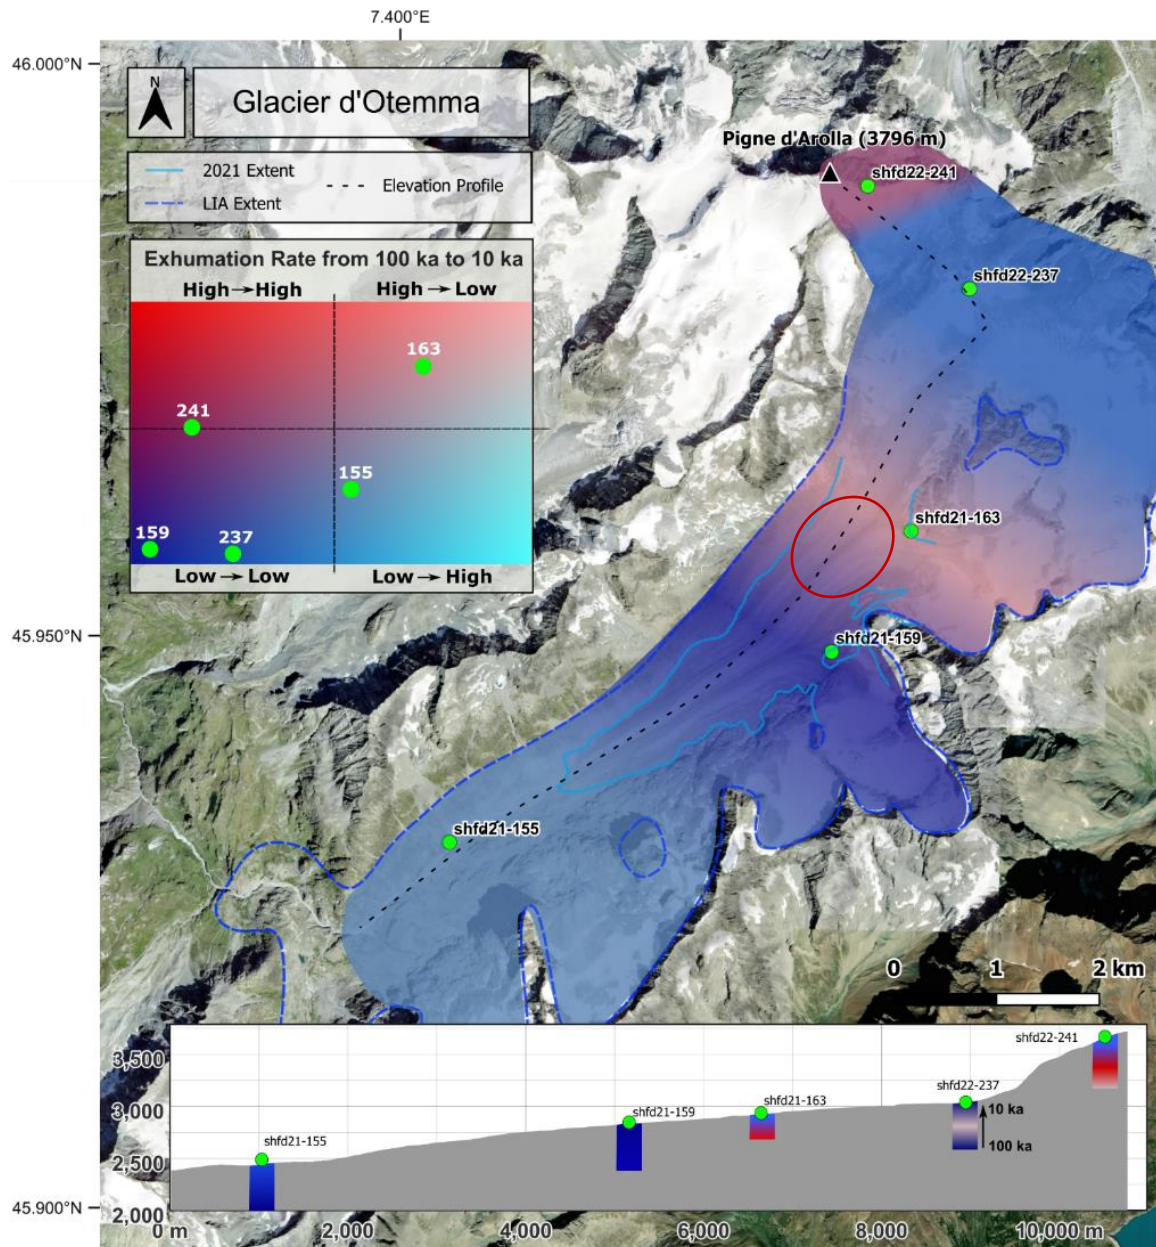 7.400°E
46.000°N
N
Glacier d'Otemma
Pigne d'Arolla (3796 m)
2021 Extent
Elevation Profile
LIA Extent
shfd22-241
Exhumation Rate from 100 ka to 10 ka
High→High
High→Low
shfd22-237
163
241
155
shfd21-163
159
237
Low→Low
Low→High
45.950°N
shfd21-159
shfd21-155
0 1 2 km
3,500
shfd22-241
3,000
shfd22-237
shfd21-163
shfd21-159
10 ka
shfd21-155
100 ka
2,500
2,000
45.900°N
0 m 2,000 4,000 6,000 8,000 10,000 m